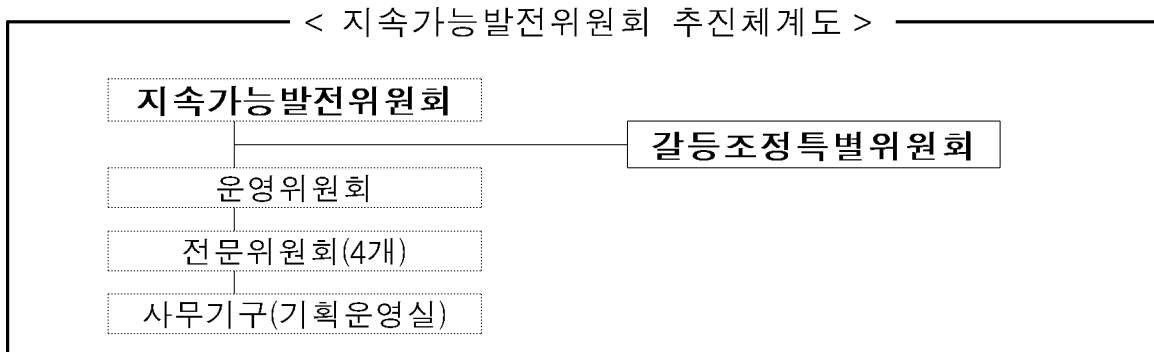 < 지속가능발전위원회 추진체계도 >
지속가능발전위원회
갈등조정특별위원회
운영위원회
전문위원회(4개)
사무기구(기획운영실)